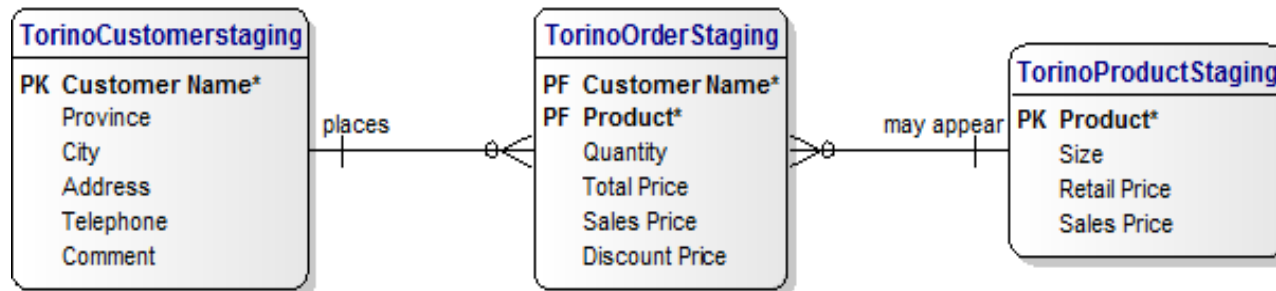 TorinoCustomerstaging
PK Customer Name*
Province
City
Address
Telephone
Comment
places
TorinoOrderStaging
PF Customer Name*
PF Product*
Quantity
Total Price
Sales Price
Discount Price
may appear
TorinoProductStaging
PK Product*
Size
Retail Price
Sales Price